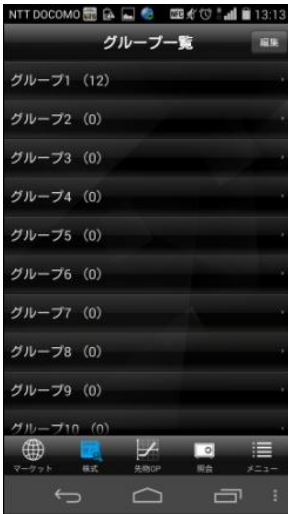 NTT DOCOMO 13:13
グループ一覧 編集
グループ1 (12)
グループ2 (0)
グループ3 (0)
グループ4 (0)
グループ5 (0)
グループ6 (0)
グループ7 (0)
グループ8 (0)
グループ9 (0)
グループ10 (0)
マーケット 株式 先物OP 照会 メニュー